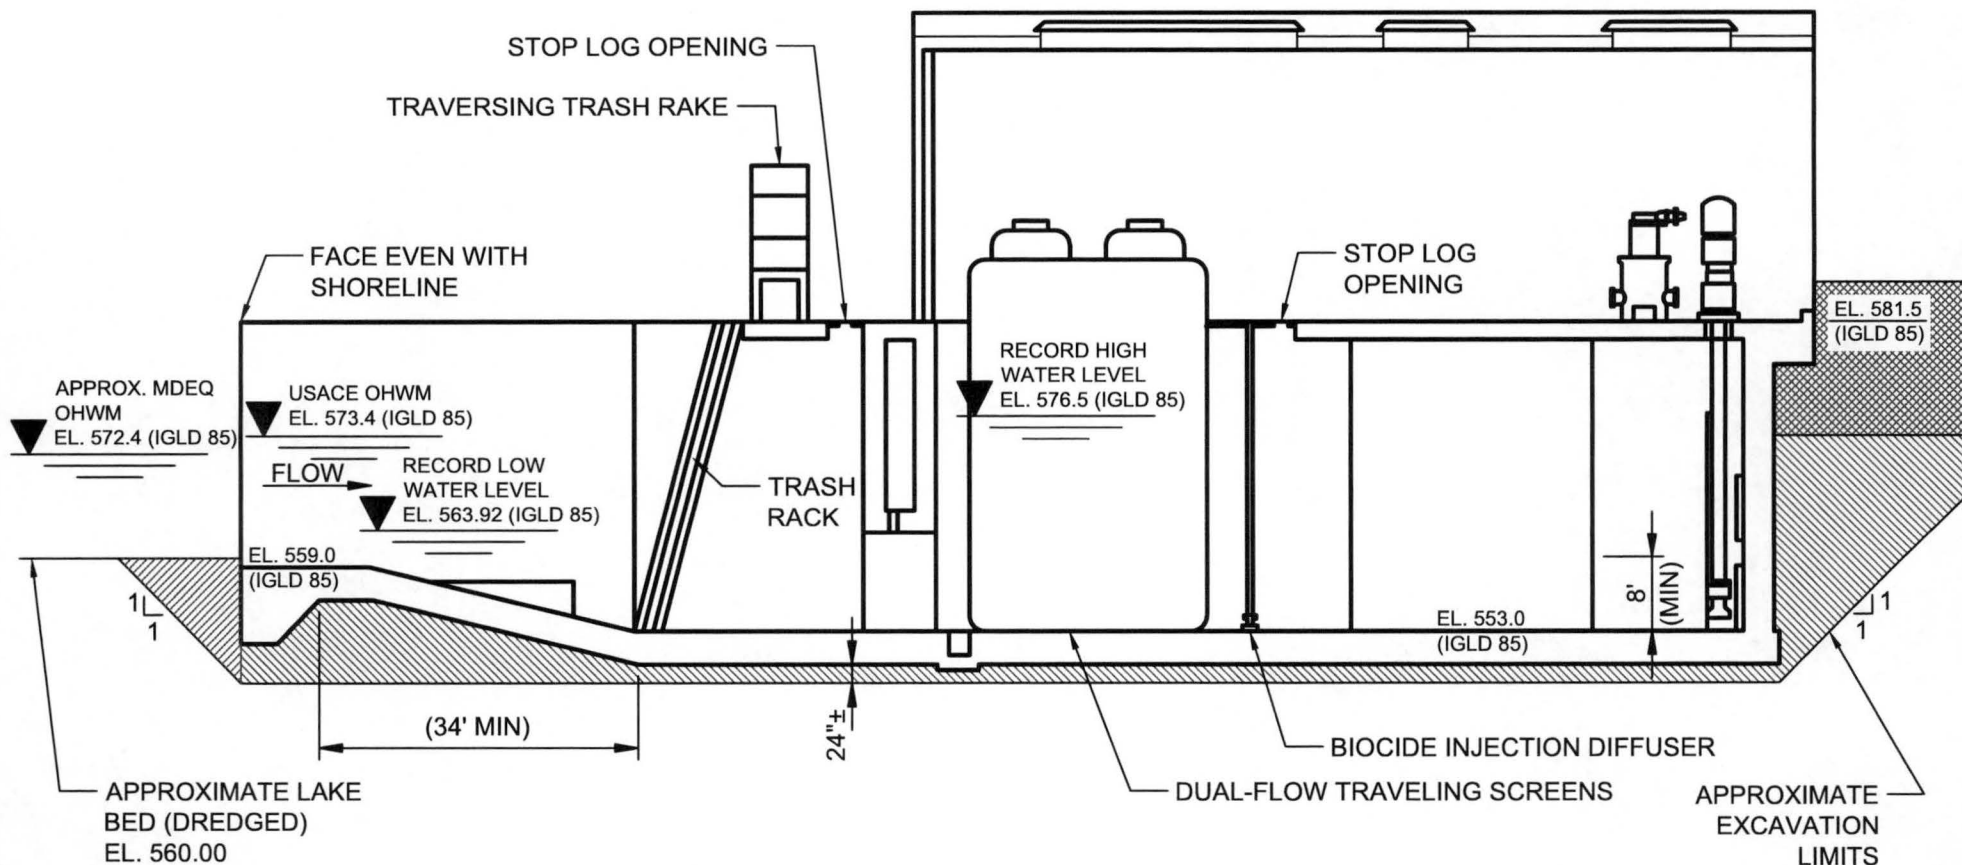 STOP LOG OPENING
TRAVERSING TRASH RAKE
FACE EVEN WITH
SHORELINE
STOP LOG
OPENING
EL. 581.5
(IGLD 85)
RECORD HIGH
WATER LEVEL
EL. 576.5 (IGLD 85)
APPROX. MDEQ
OHWM
EL. 572.4 (IGLD 85)
USACE OHWM
EL. 573.4 (IGLD 85)
FLOW
RECORD LOW
WATER LEVEL
EL. 563.92 (IGLD 85)
TRASH
RACK
EL. 559.0
(IGLD 85)
1
1
8'
(MIN)
EL. 553.0
(IGLD 85)
1
1
(34' MIN)
24"±
BIOCIDE INJECTION DIFFUSER
DUAL-FLOW TRAVELING SCREENS
APPROXIMATE LAKE
BED (DREDGED)
EL. 560.00
APPROXIMATE
EXCAVATION
LIMITS